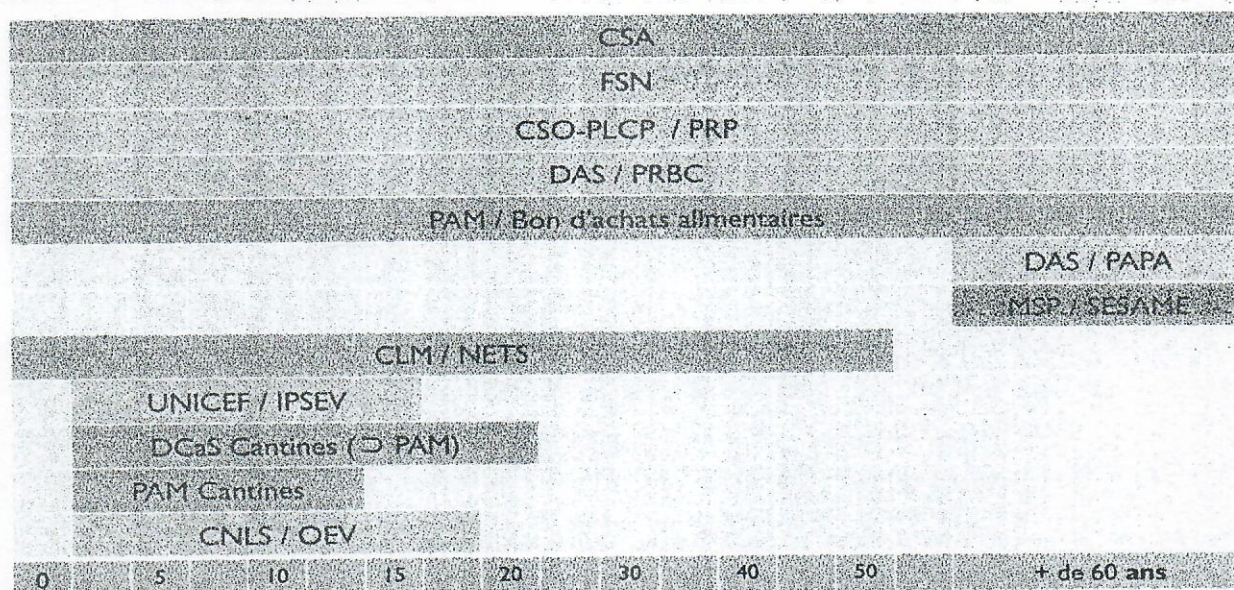 CSA
FSN
CSO-PLCP / PRP
DAS / PRBC
PAM / Bon d'achats alimentaires
DAS / PAPA
MSP / SESAME
CLM / NETS
UNICEF / IPSEV
DCaS Cantines (⊃ PAM)
PAM Cantines
CNLS / OEV
0 5 10 15 20 30 40 50 + de 60 ans